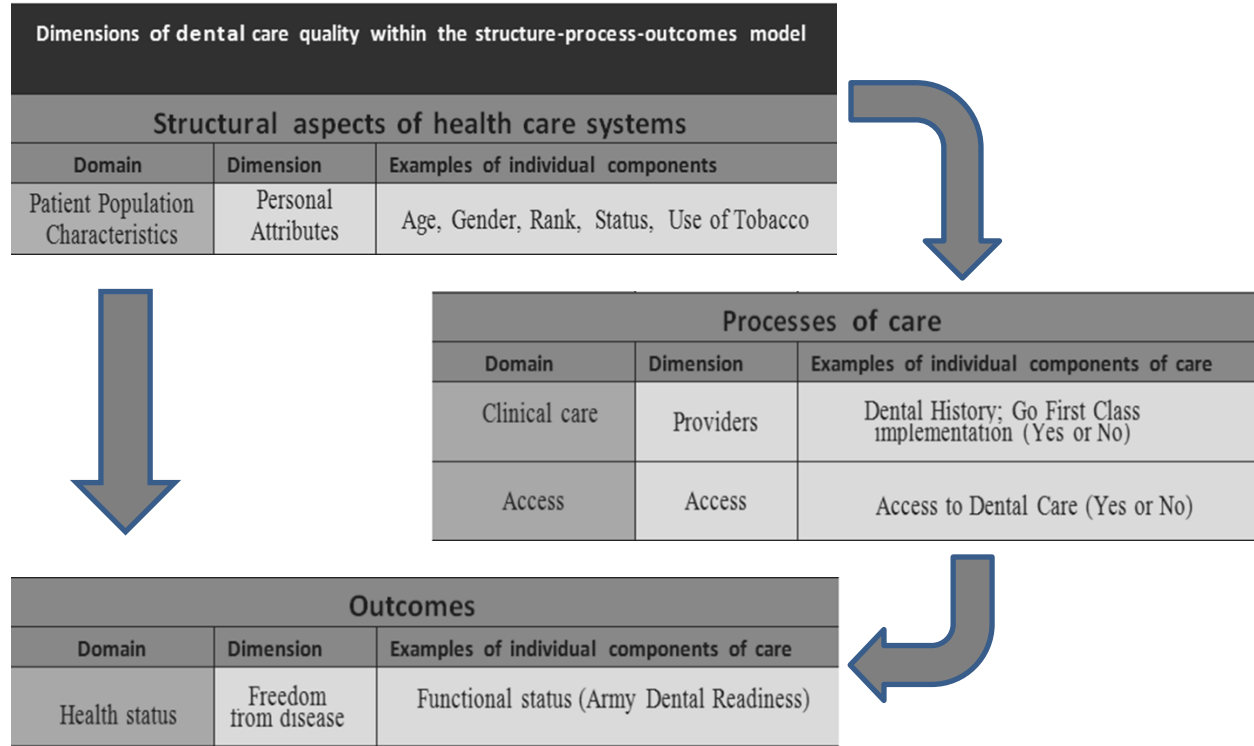 Dimensions of dental care quality within the structure-process-outcomes model
Structural aspects of health care systems
Domain Dimension Examples of individual components
Patient Population Characteristics Personal Attributes Age, Gender, Rank, Status, Use of Tobacco
Processes of care
Domain Dimension Examples of individual components of care
Clinical care Providers Dental History; Go First Class implementation (Yes or No)
Access Access Access to Dental Care (Yes or No)
Outcomes
Domain Dimension Examples of individual components of care
Health status Freedom from disease Functional status (Army Dental Readiness)